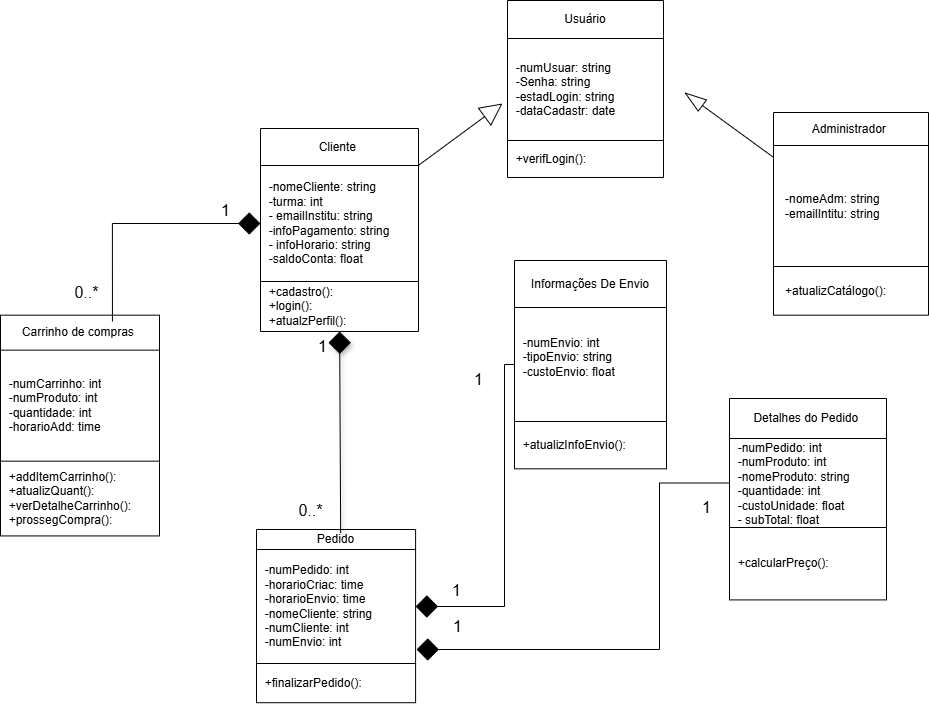 Usuário
-numUsuar: string
-Senha: string
-estadLogin: string
-dataCadastr: date
+verifLogin():
Administrador
-nomeAdm: string
-emailIntitu: string
+atualizCatálogo():
Cliente
-nomeCliente: string
-turma: int
- emailInstitu: string
-infoPagamento: string
- infoHorario: string
-saldoConta: float
+cadastro():
+login():
+atualzPerfil():
1
0..*
Carrinho de compras
-numCarrinho: int
-numProduto: int
-quantidade: int
-horarioAdd: time
+addItemCarrinho():
+atualizQuant():
+verDetalheCarrinho():
+prossegCompra():
1
0..*
Informações De Envio
-numEnvio: int
-tipoEnvio: string
-custoEnvio: float
+atualizInfoEnvio():
1
Detalhes do Pedido
-numPedido: int
-numProduto: int
-nomeProduto: string
-quantidade: int
-custoUnidade: float
- subTotal: float
+calcularPreço():
1
Pedido
-numPedido: int
-horarioCriac: time
-horarioEnvio: time
-nomeCliente: string
-numCliente: int
-numEnvio: int
+finalizarPedido():
1
1